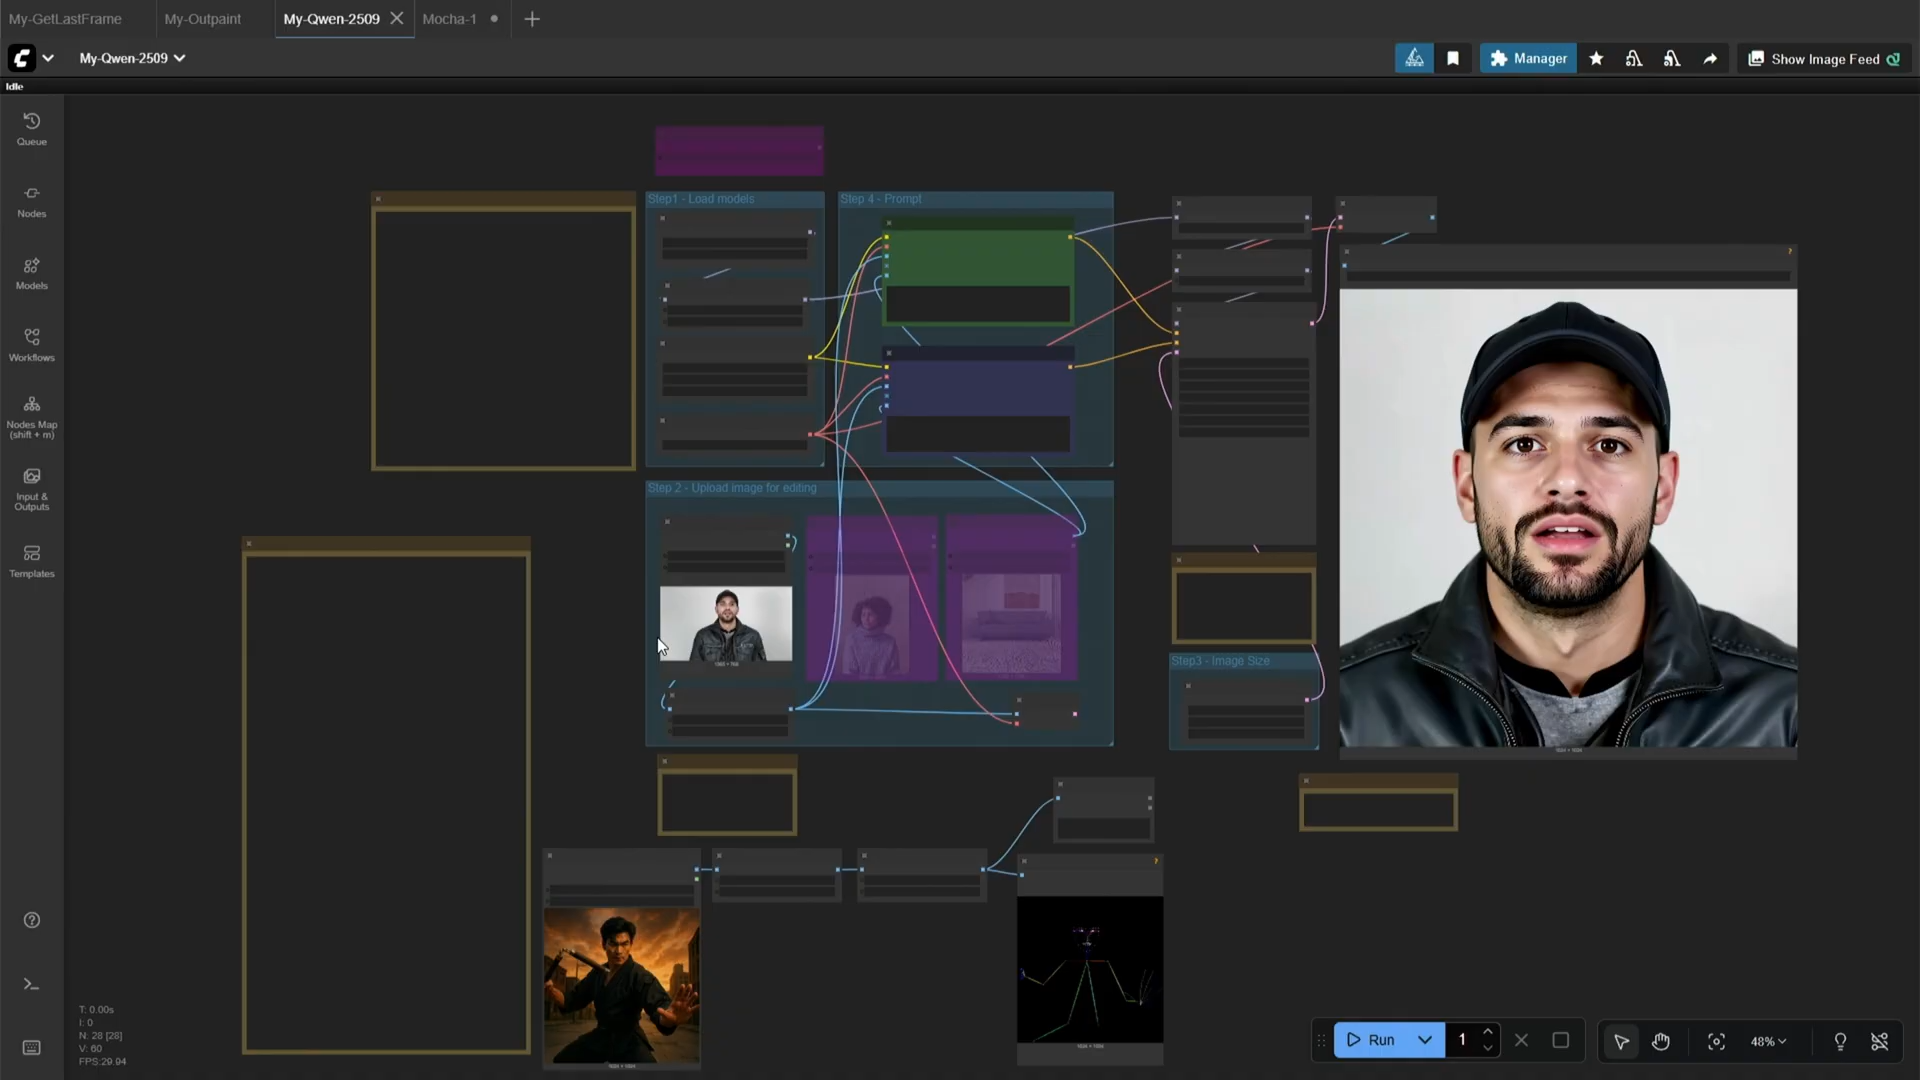 My-GetLastFrame
My-Outpaint
My-Qwen-2509
Mocha-1
My-Qwen-2509
Manager
Show Image Feed
Idle
Queue
Nodes
Models
Workflows
Nodes Map
(shift + m)
Input &
Outputs
Templates
Step1 - Load models
Step 4 - Prompt
Step 2 - Upload image for editing
Step3 - Image Size
T: 0.00s
I: 0
N: 28 [28]
V: 60
FPS:29.94
Run
1
48%